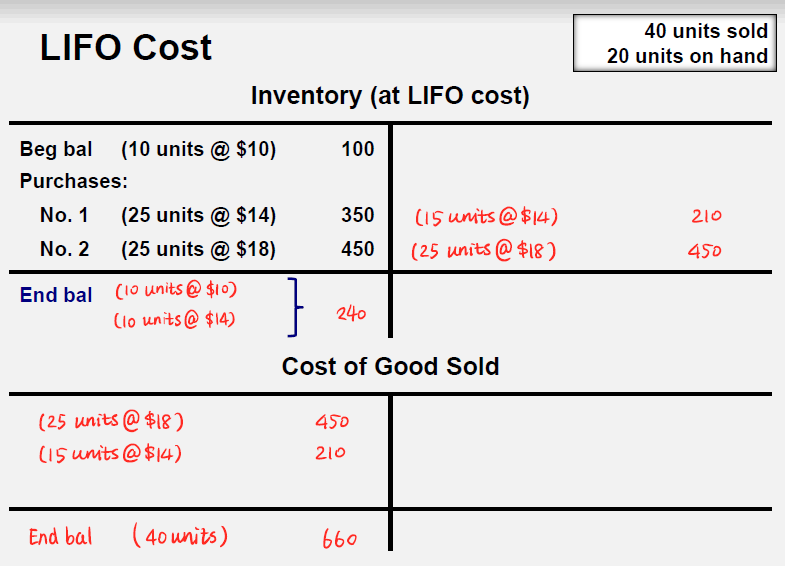 LIFO Cost
40 units sold
20 units on hand
Inventory (at LIFO cost)
Beg bal (10 units @ $10) 100
Purchases:
No. 1 (25 units @ $14) 350 (15 units @ $14) 210
No. 2 (25 units @ $18) 450 (25 units @ $18) 450
End bal (10 units @ $10)
(10 units @ $14) 240
Cost of Good Sold
(25 units @ $18) 450
(15 units @ $14) 210
End bal (40 units) 660